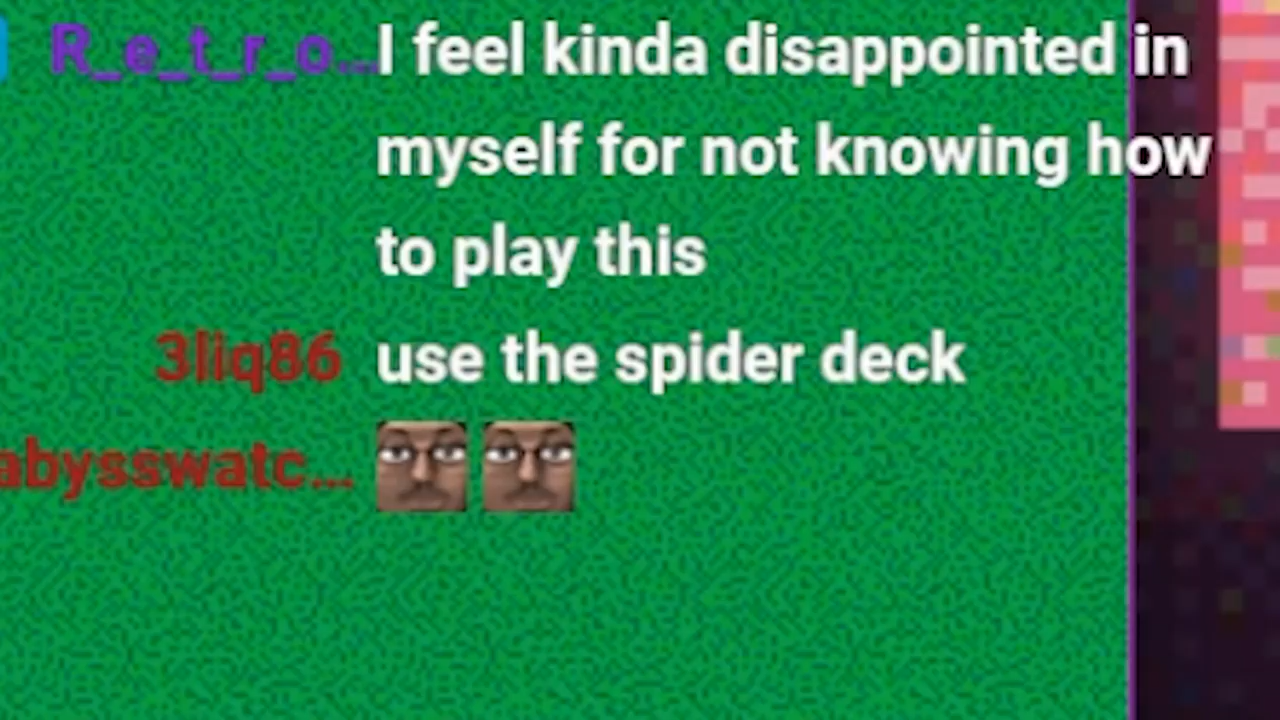 R_e_t_r_o... I feel kinda disappointed in
myself for not knowing how
to play this
3liq86 use the spider deck
abysswatc...